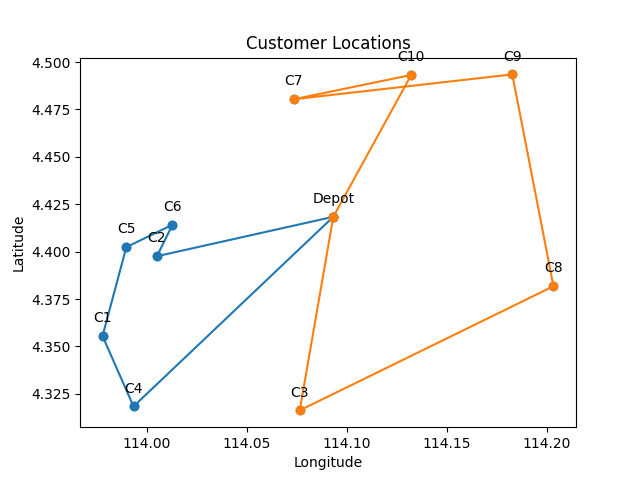 Customer Locations
C10
C9
C7
C6
Depot
C5
C2
C8
C1
C4
C3
4.500
4.475
4.450
4.425
4.400
4.375
4.350
4.325
Latitude
114.00
114.05
114.10
114.15
114.20
Longitude